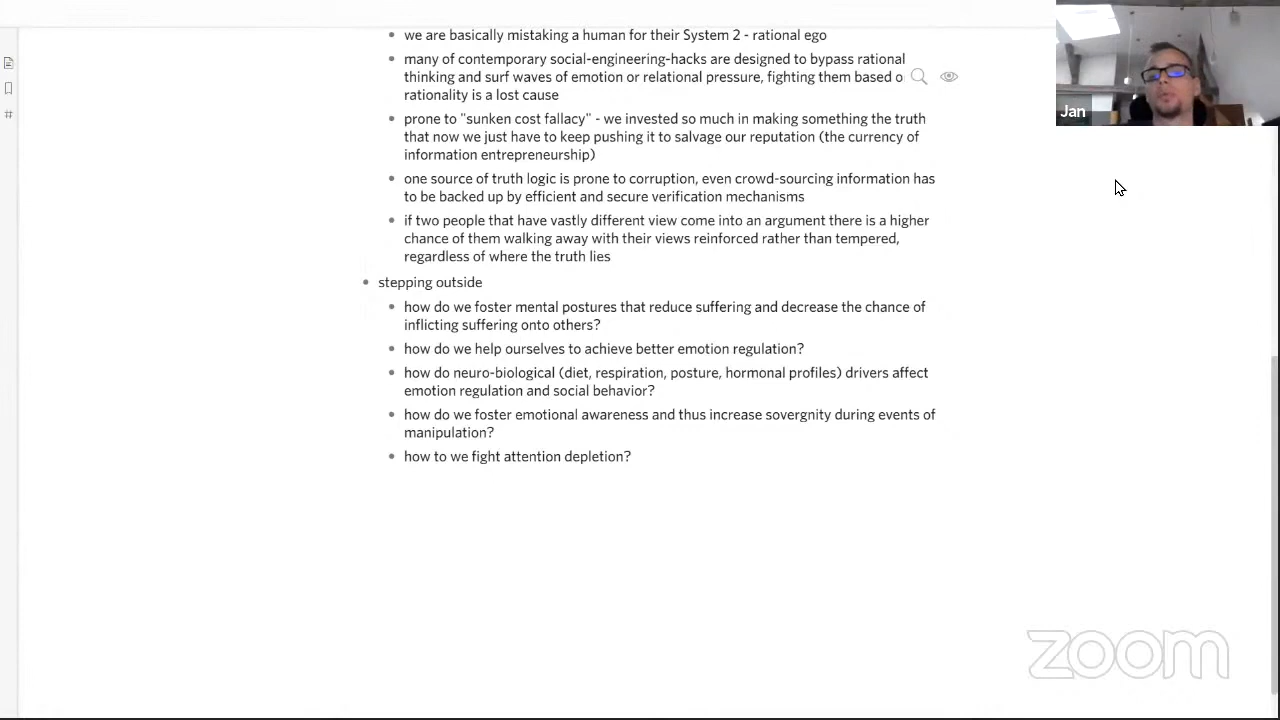 we are basically mistaking a human for their System 2 - rational ego
many of contemporary social-engineering-hacks are designed to bypass rational
thinking and surf waves of emotion or relational pressure, fighting them based o
rationality is a lost cause
prone to "sunken cost fallacy" - we invested so much in making something the truth
that now we just have to keep pushing it to salvage our reputation (the currency of
information entrepreneurship)
one source of truth logic is prone to corruption, even crowd-sourcing information has
to be backed up by efficient and secure verification mechanisms
if two people that have vastly different view come into an argument there is a higher
chance of them walking away with their views reinforced rather than tempered,
regardless of where the truth lies
stepping outside
how do we foster mental postures that reduce suffering and decrease the chance of
inflicting suffering onto others?
how do we help ourselves to achieve better emotion regulation?
how do neuro-biological (diet, respiration, posture, hormonal profiles) drivers affect
emotion regulation and social behavior?
how do we foster emotional awareness and thus increase sovergnity during events of
manipulation?
how to we fight attention depletion?
Jan
zoom